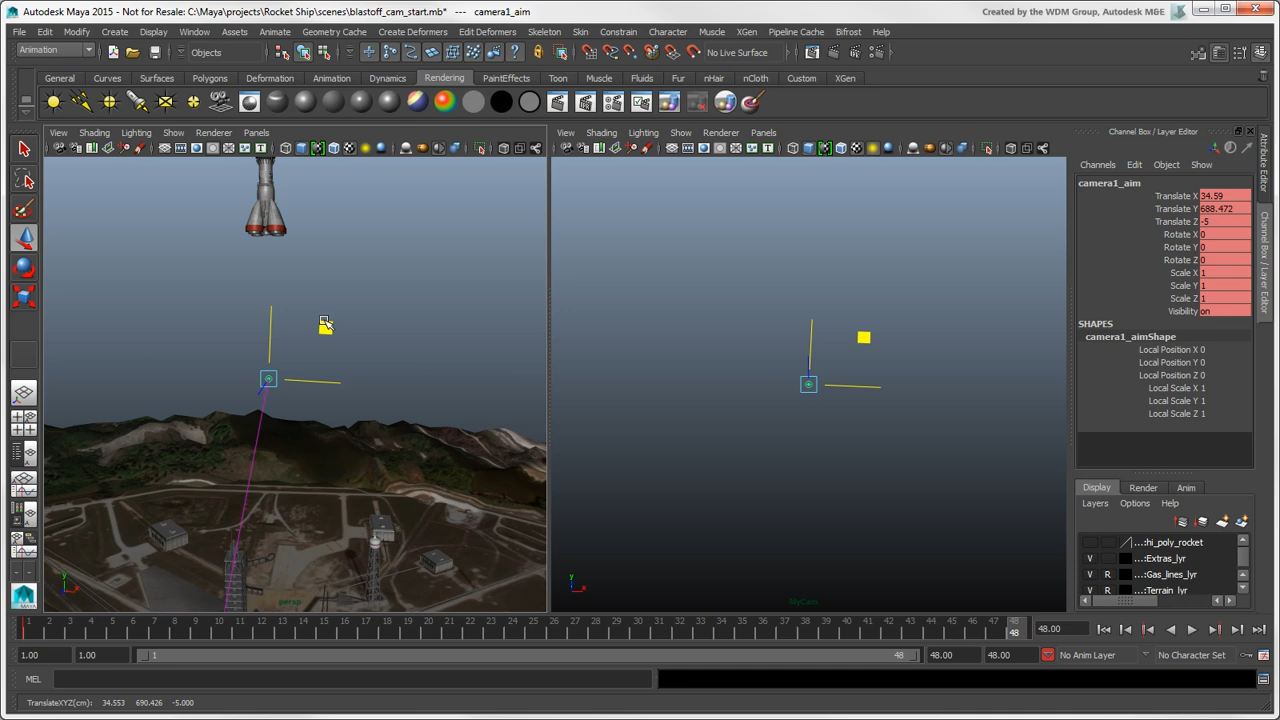 Autodesk Maya 2015 - Not for Resale: C:\Maya\projects\Rocket Ship\scenes\blastoff_cam_start.mb*   ---   camera1_aim
Created by the WDM Group, Autodesk M&E
File Edit Modify Create Display Window Assets Animate Geometry Cache Create Deformers Edit Deformers Skeleton Skin Constrain Character Muscle XGen Pipeline Cache Bifrost Help
Animation Objects No Live Surface
General Curves Surfaces Polygons Deformation Animation Dynamics Rendering PaintEffects Toon Muscle Fluids Fur nHair nCloth Custom XGen
View Shading Lighting Show Renderer Panels
View Shading Lighting Show Renderer Panels
Channel Box / Layer Editor
Channels Edit Object Show
camera1_aim
Translate X 34.59
Translate Y 688.472
Translate Z -5
Rotate X 0
Rotate Y 0
Rotate Z 0
Scale X 1
Scale Y 1
Scale Z 1
Visibility on
SHAPES
camera1_aimShape
Local Position X 0
Local Position Y 0
Local Position Z 0
Local Scale X 1
Local Scale Y 1
Local Scale Z 1
Attribute Editor
Channel Box / Layer Editor
Display Render Anim
Layers Options Help
...:hi_poly_rocket
V ...:Extras_lyr
V R ...:Gas_lines_lyr
V R ...:Terrain_lyr
y x
persp
y x
MyCam
MAYA
1 2 3 4 5 6 7 8 9 10 11 12 13 14 15 16 17 18 19 20 21 22 23 24 25 26 27 28 29 30 31 32 33 34 35 36 37 38 39 40 41 42 43 44 45 46 47 48
48
48.00
1.00 1.00 1 48 48.00 48.00 No Anim Layer No Character Set
MEL
TranslateXYZ(cm): 34.553 690.426 -5.000